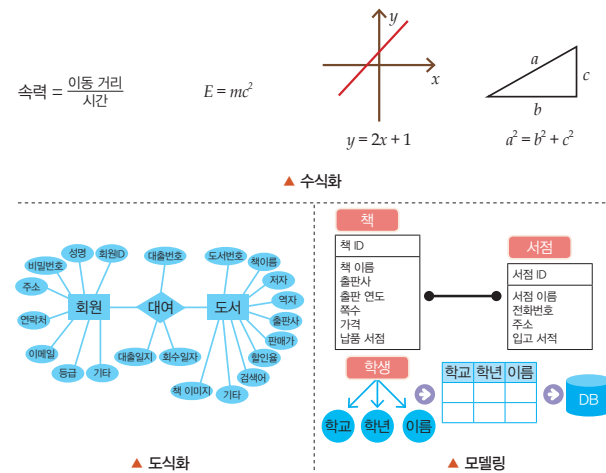 y
x
a
c
b
속력 = 이동 거리
시간
E = mc²
y = 2x + 1
a² = b² + c²
▲ 수식화
성명
회원ID
비밀번호
주소
연락처
이메일
등급
기타
회원
대출번호
대여
대출일지
회수일자
도서번호
책이름
저자
역자
출판사
판매가
할인율
검색어
기타
책 이미지
도서
▲ 도식화
책
책 ID
책 이름
출판사
출판 연도
쪽수
가격
납품 서점
서점
서점 ID
서점 이름
전화번호
주소
입고 서적
학생
학교 학년 이름
학교 학년 이름
DB
▲ 모델링